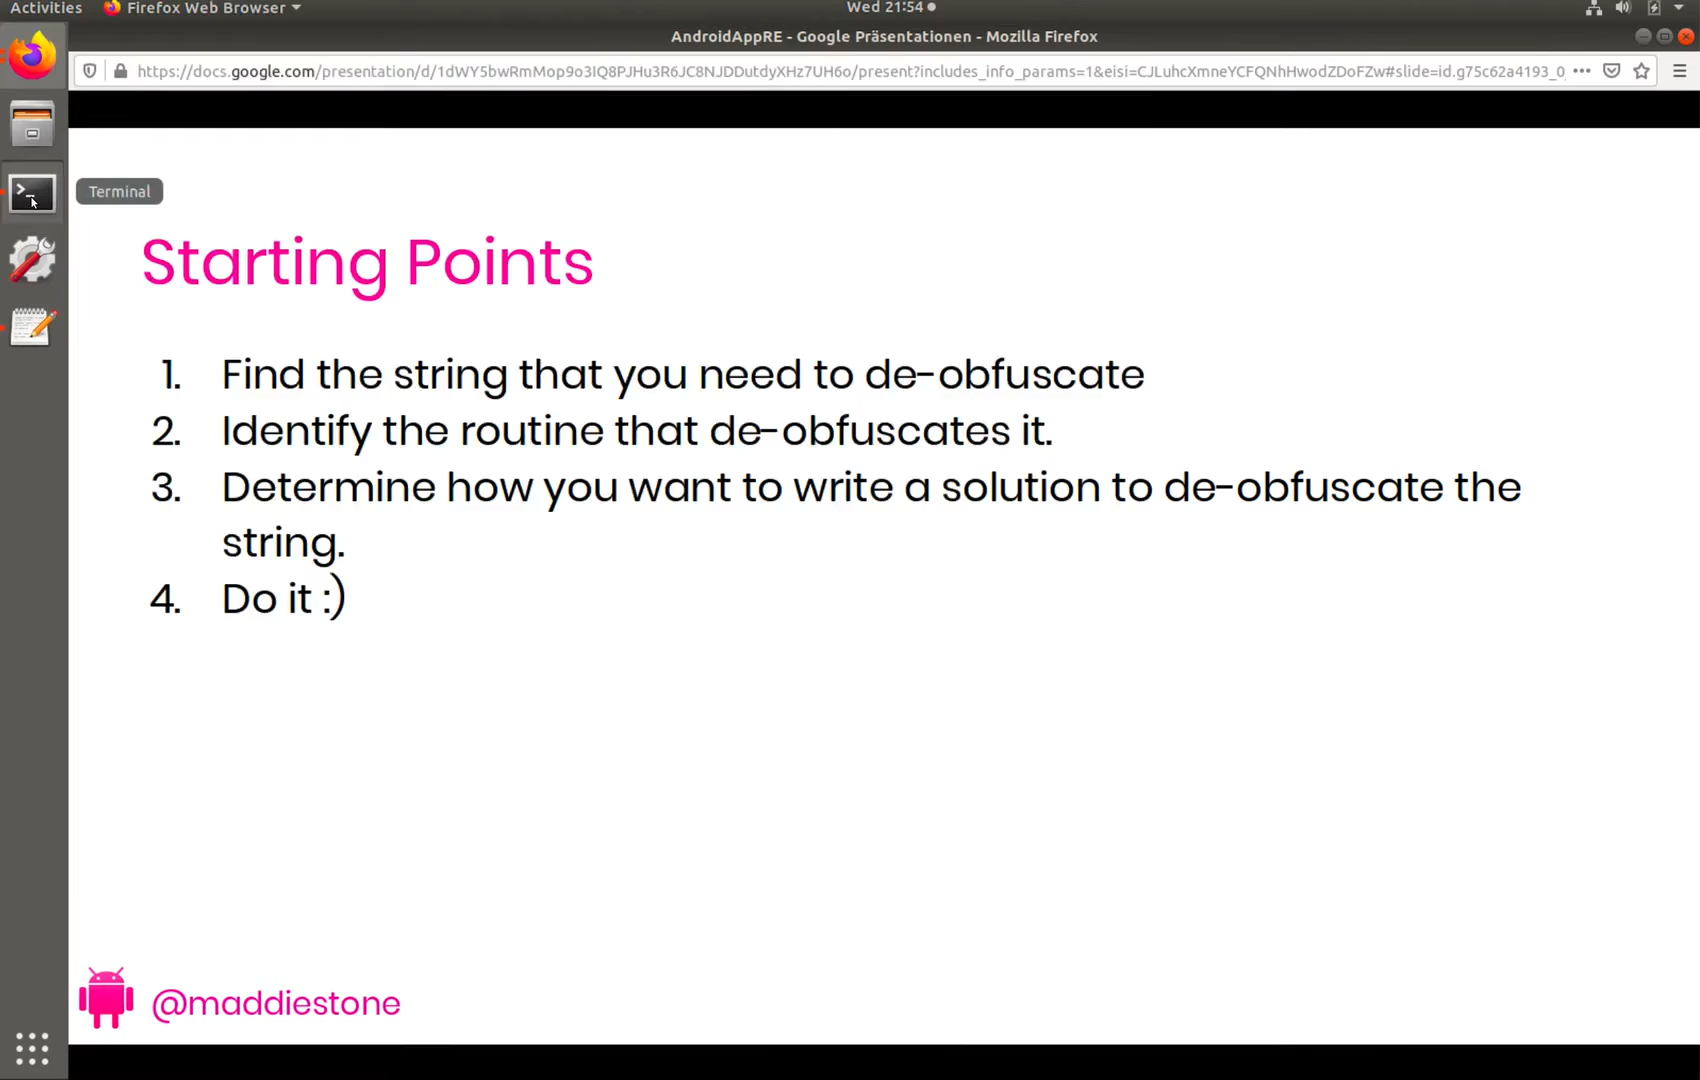 Activities Firefox Web Browser Wed 21:54
AndroidAppRE - Google Präsentationen - Mozilla Firefox
https://docs.google.com/presentation/d/1dWY5bwRmMop9o3IQ8PJHu3R6JC8NJDDutdyXHz7UH6o/present?includes_info_params=1&eisi=CJLuhcXmneYCFQNhHwodZDoFZw#slide=id.g75c62a4193_0
Terminal
Starting Points
1. Find the string that you need to de-obfuscate
2. Identify the routine that de-obfuscates it.
3. Determine how you want to write a solution to de-obfuscate the
string.
4. Do it :)
@maddiestone